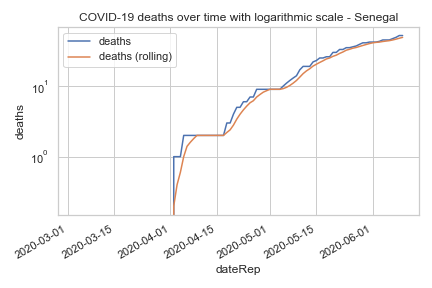 COVID-19 deaths over time with logarithmic scale - Senegal
deaths
deaths (rolling)
10^1
10^0
deaths
2020-03-01
2020-03-15
2020-04-01
2020-04-15
2020-05-01
2020-05-15
2020-06-01
dateRep